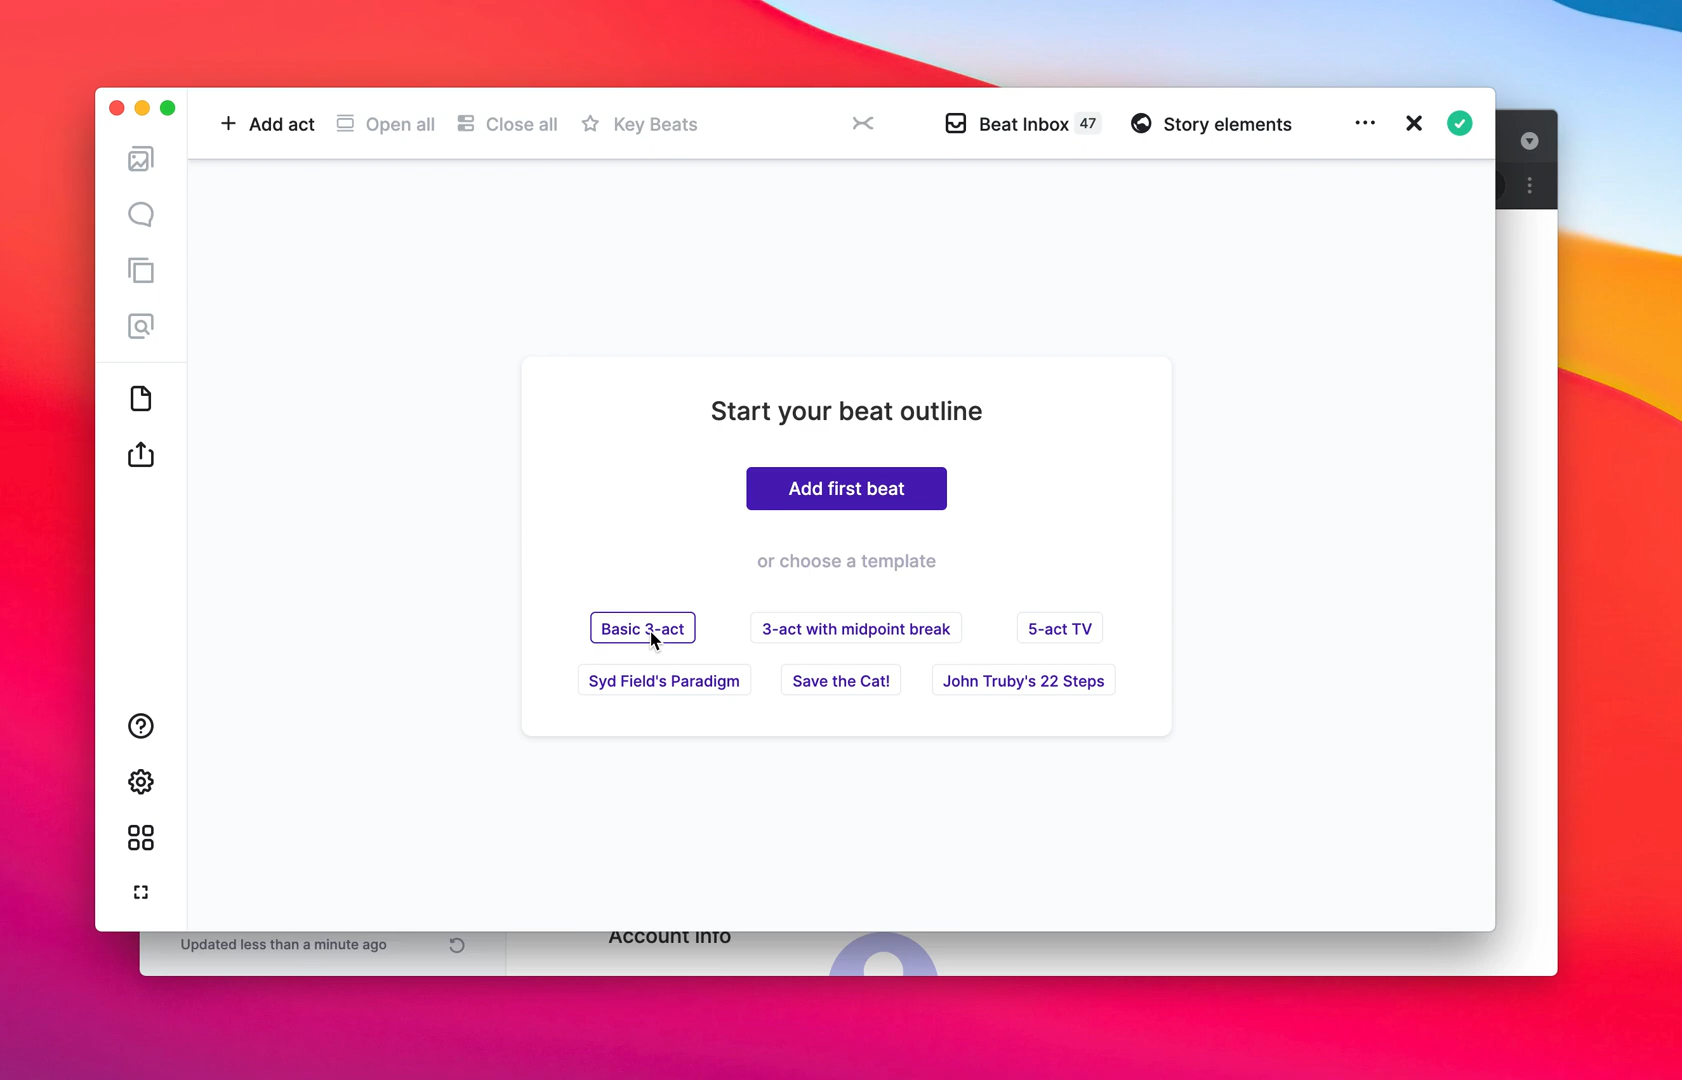 + Add act Open all Close all Key Beats Beat Inbox 47 Story elements
Start your beat outline
Add first beat
or choose a template
Basic 3-act 3-act with midpoint break 5-act TV
Syd Field's Paradigm Save the Cat! John Truby's 22 Steps
Updated less than a minute ago
Account Info